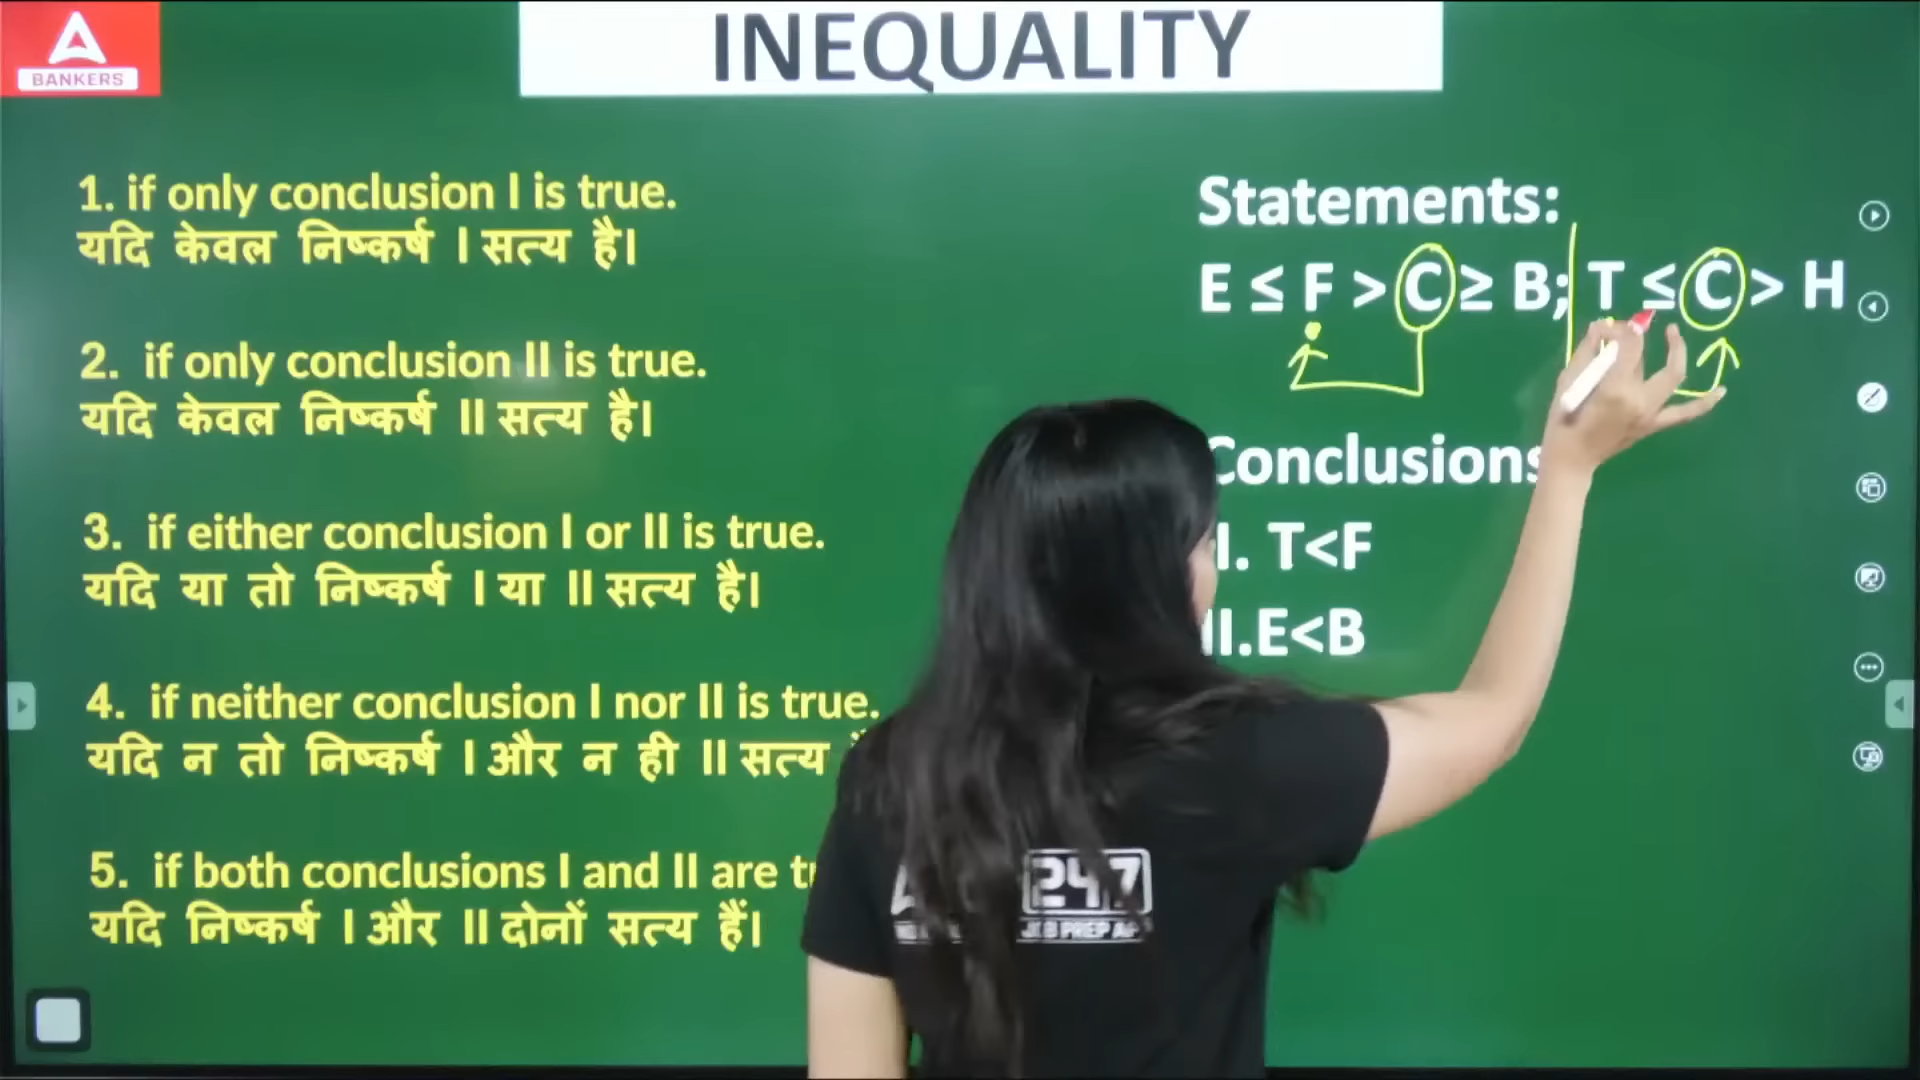 BANKERS
INEQUALITY
1. if only conclusion I is true.
यदि केवल निष्कर्ष I सत्य है।
2. if only conclusion II is true.
यदि केवल निष्कर्ष II सत्य है।
3. if either conclusion I or II is true.
यदि या तो निष्कर्ष I या II सत्य है।
4. if neither conclusion I nor II is true.
यदि न तो निष्कर्ष I और न ही II सत्य
5. if both conclusions I and II are
यदि निष्कर्ष I और II दोनों सत्य हैं।
Statements:
E ≤ F > C ≥ B; T ≤ C > H
Conclusions
I. T<F
II.E<B
247
JOB PREP